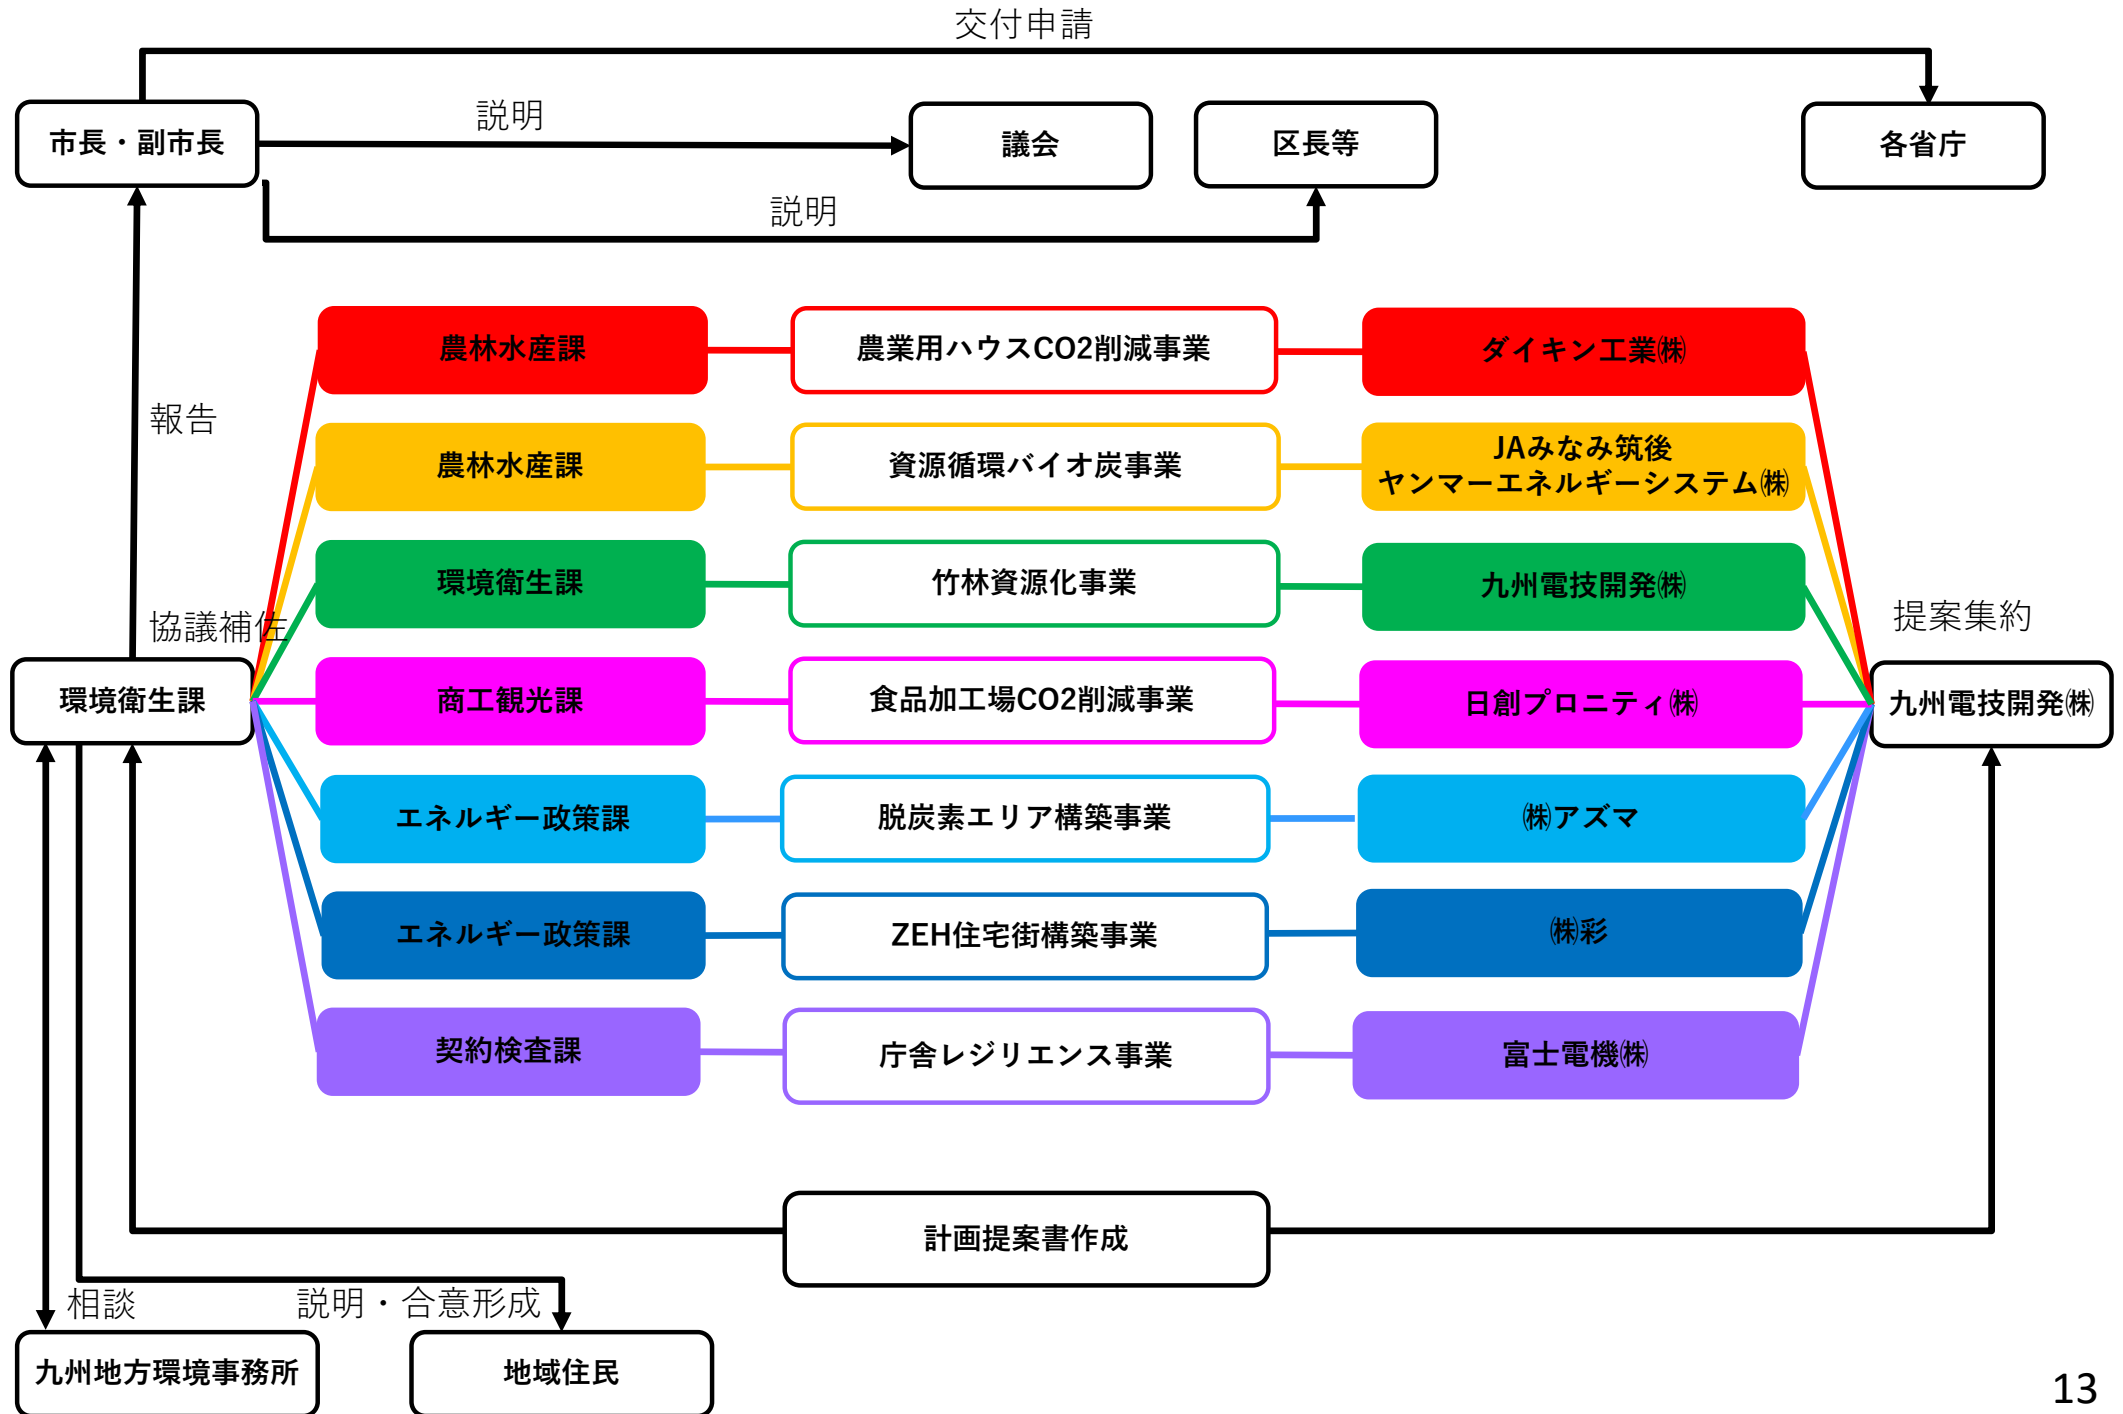 交付申請
市長・副市長
説明
議会
区長等
各省庁
説明
農林水産課
農業用ハウスCO2削減事業
ダイキン工業㈱
報告
農林水産課
資源循環バイオ炭事業
JAみなみ筑後
ヤンマーエネルギーシステム㈱
環境衛生課
竹林資源化事業
九州電技開発㈱
協議補佐
提案集約
環境衛生課
商工観光課
食品加工場CO2削減事業
日創プロニティ㈱
九州電技開発㈱
エネルギー政策課
脱炭素エリア構築事業
㈱アズマ
エネルギー政策課
ZEH住宅街構築事業
㈱彩
契約検査課
庁舎レジリエンス事業
富士電機㈱
計画提案書作成
相談
説明・合意形成
九州地方環境事務所
地域住民
13